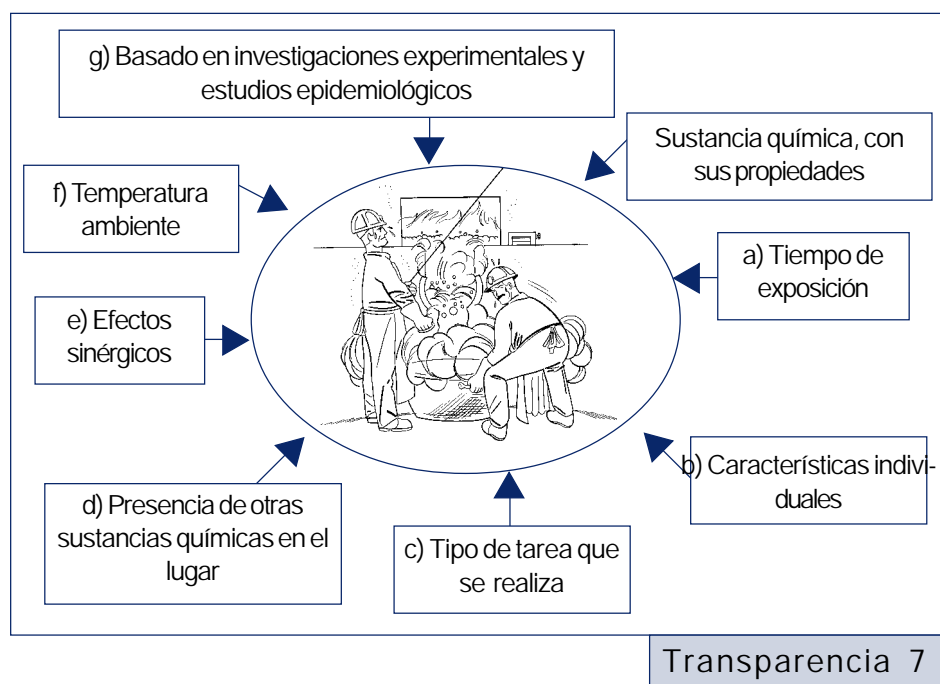 g) Basado en investigaciones experimentales y
estudios epidemiológicos
Sustancia química, con
sus propiedades
a) Tiempo de
exposición
b) Características indivi-
duales
c) Tipo de tarea que
se realiza
d) Presencia de otras
sustancias químicas en el
lugar
e) Efectos
sinérgicos
f) Temperatura
ambiente
Transparencia 7